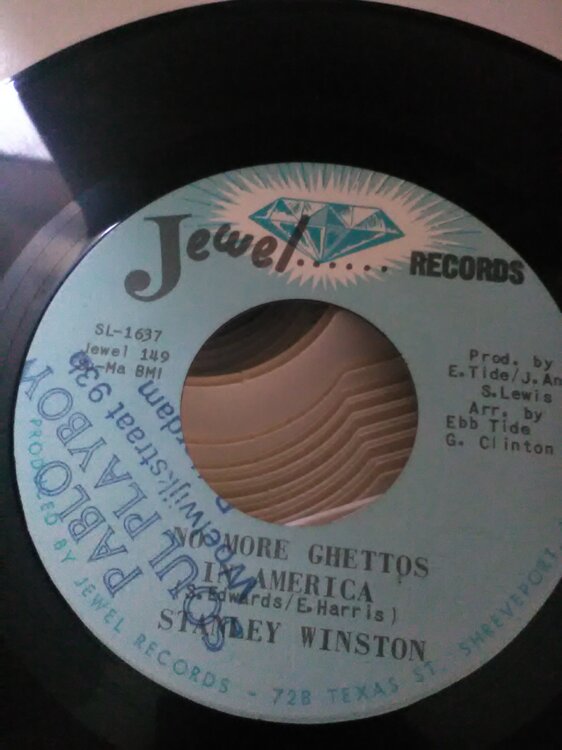 Jewel...... RECORDS
SL-1637
Jewel 149
-Ma BMI
Prod. by
E.Tide/J.An
S.Lewis
Arr. by
Ebb Tide
G. Clinton
PABLO
SOUL PLAYBOY
Moelwijkstraat 93b
NO MORE GHETTOS
IN AMERICA
S.Edwards/E.Harris)
STANLEY WINSTON
PRODUCED BY JEWEL RECORDS - 728 TEXAS ST. SHREVEPORT,